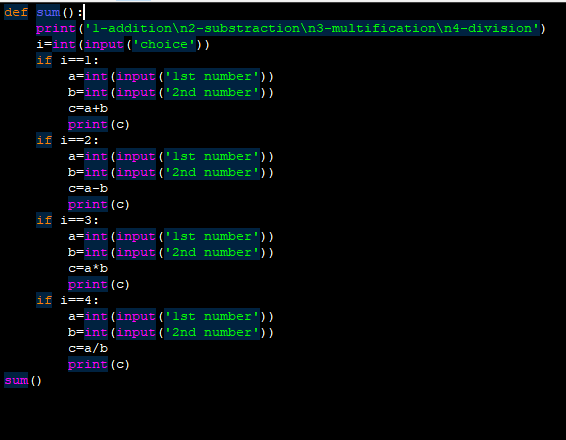 def sum():
    print('1-addition\n2-substraction\n3-multification\n4-division')
    i=int(input('choice'))
    if i==1:
        a=int(input('1st number'))
        b=int(input('2nd number'))
        c=a+b
        print(c)
    if i==2:
        a=int(input('1st number'))
        b=int(input('2nd number'))
        c=a-b
        print(c)
    if i==3:
        a=int(input('1st number'))
        b=int(input('2nd number'))
        c=a*b
        print(c)
    if i==4:
        a=int(input('1st number'))
        b=int(input('2nd number'))
        c=a/b
        print(c)
sum()